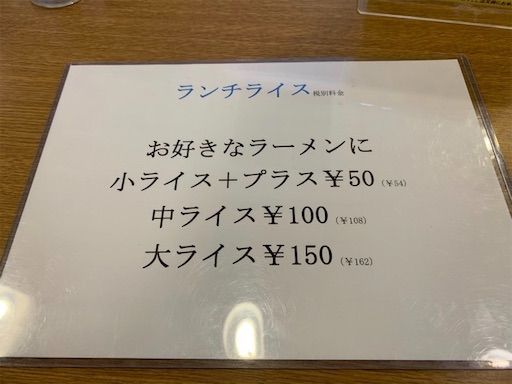 ランチライス 税別料金
お好きなラーメンに
小ライス＋プラス￥50（￥54）
中ライス￥100（￥108）
大ライス￥150（￥162）